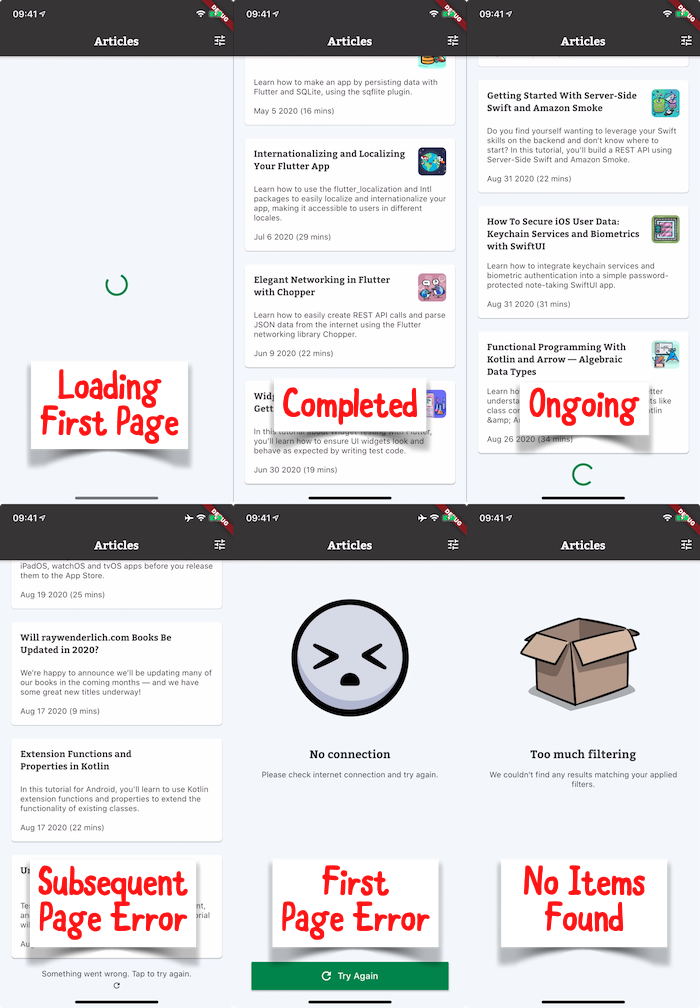 09:41
DEBUG
Articles
Loading
First Page
09:41
DEBUG
Articles
Learn how to make an app by persisting data with
Flutter and SQLite, using the sqflite plugin.
May 5 2020 (16 mins)
Internationalizing and Localizing
Your Flutter App
Learn how to use the flutter_localization and Intl
packages to easily localize and internationalize your
app, making it accessible to users in different
locales.
Jul 6 2020 (29 mins)
Elegant Networking in Flutter
with Chopper
Learn how to easily create REST API calls and parse
JSON data from the internet using the Flutter
networking library Chopper.
Jun 9 2020 (22 mins)
Completed
In this tutorial about Widget Testing with Flutter,
you'll learn how to ensure UI widgets look and
behave as expected by writing test code.
Jun 30 2020 (19 mins)
09:41
DEBUG
Articles
Getting Started With Server-Side
Swift and Amazon Smoke
Do you find yourself wanting to leverage your Swift
skills on the backend and don't know where to
start? In this tutorial, you'll build a REST API using
Server-Side Swift and Amazon Smoke.
Aug 31 2020 (22 mins)
How To Secure iOS User Data:
Keychain Services and Biometrics
with SwiftUI
Learn how to integrate keychain services and
biometric authentication into a simple password-
protected note-taking SwiftUI app.
Aug 31 2020 (31 mins)
Functional Programming With
Kotlin and Arrow — Algebraic
Data Types
Ongoing
&amp;
Aug 26 2020 (34 mins)
09:41
DEBUG
Articles
iPadOS, watchOS and tvOS apps before you release
them to the App Store.
Aug 19 2020 (25 mins)
Will raywenderlich.com Books Be
Updated in 2020?
We're happy to announce we'll be updating many of
our books in the coming months — and we have
some great new titles underway!
Aug 17 2020 (9 mins)
Extension Functions and
Properties in Kotlin
In this tutorial for Android, you'll learn to use Kotlin
extension functions and properties to extend the
functionality of existing classes.
Aug 17 2020 (22 mins)
Subsequent
Page Error
Something went wrong. Tap to try again.
09:41
DEBUG
Articles
No connection
Please check internet connection and try again.
First
Page Error
Try Again
09:41
DEBUG
Articles
Too much filtering
We couldn't find any results matching your applied
filters.
No Items
Found